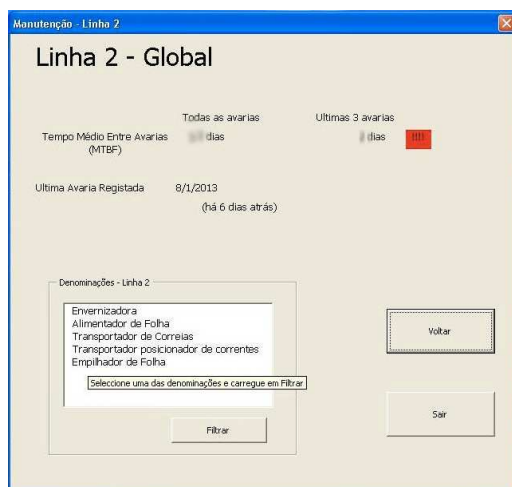 Manutenção - Linha 2
Linha 2 - Global
Todas as avarias
Ultimas 3 avarias
Tempo Médio Entre Avarias
(MTBF)
dias
dias
!!!!
Ultima Avaria Registada
8/1/2013
(há 6 dias atrás)
Denominações - Linha 2
Envernizadora
Alimentador de Folha
Transportador de Correias
Transportador posicionador de correntes
Empilhador de Folha
Seleccione uma das denominações e carregue em Filtrar
Filtrar
Voltar
Sair